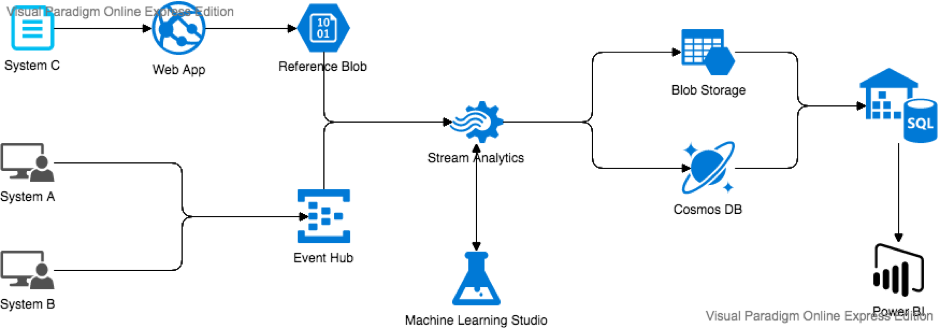 Visual Paradigm Online Express Edition
System C
Web App
10
01
Reference Blob
Blob Storage
SQL
Stream Analytics
System A
Cosmos DB
Event Hub
System B
Machine Learning Studio
Power BI
Visual Paradigm Online Express Edition